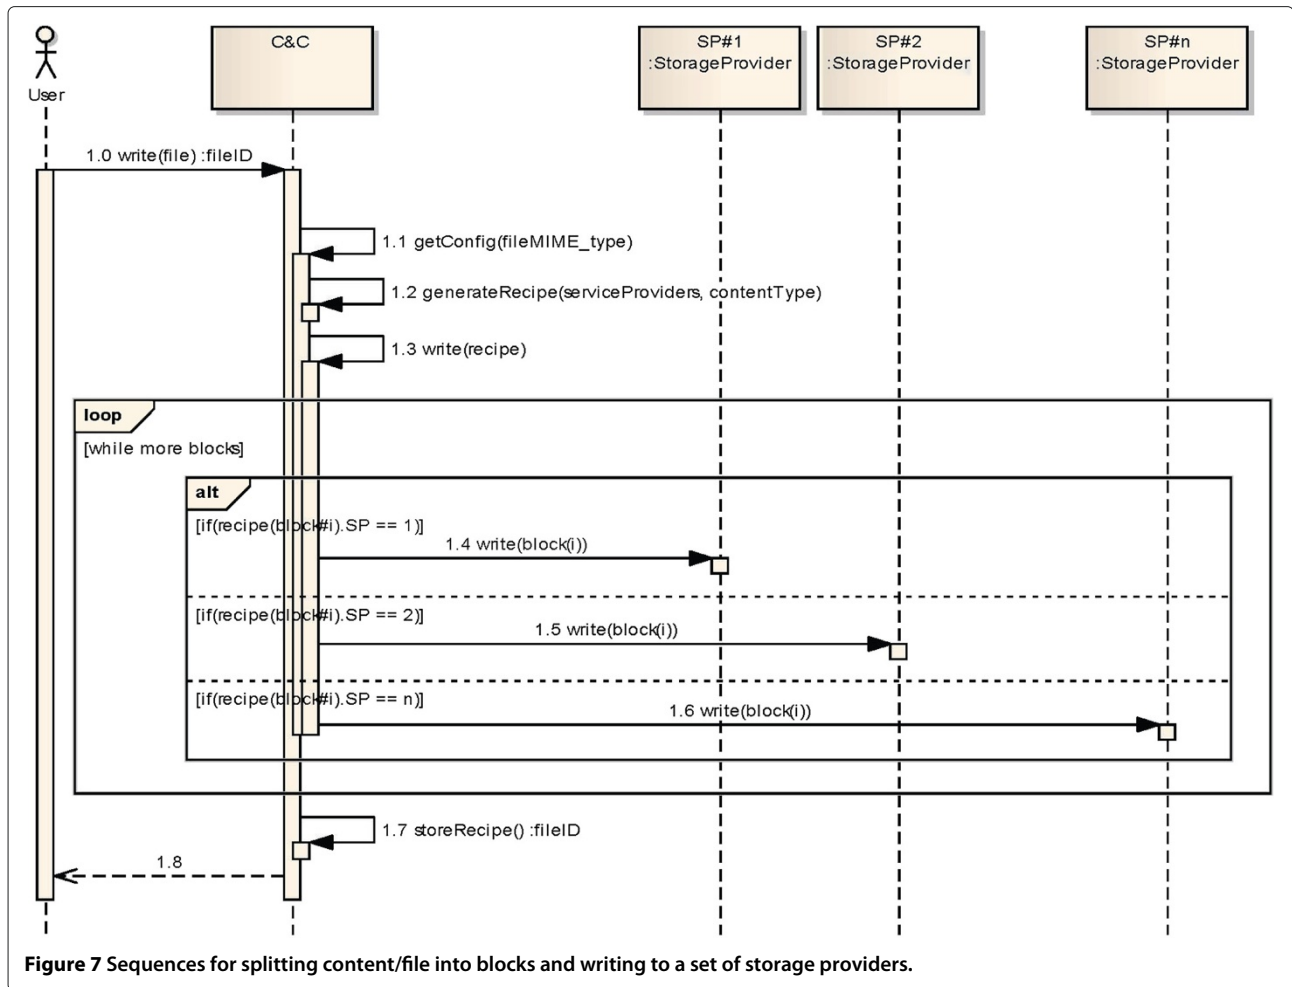 User
C&C
SP#1
:StorageProvider
SP#2
:StorageProvider
SP#n
:StorageProvider
1.0 write(file) :fileID
1.1 getConfig(fileMIME_type)
1.2 generateRecipe(serviceProviders, contentType)
1.3 write(recipe)
loop
[while more blocks]
alt
[if(recipe(block#i).SP == 1)]
1.4 write(block(i))
[if(recipe(block#i).SP == 2)]
1.5 write(block(i))
[if(recipe(block#i).SP == n)]
1.6 write(block(i))
1.7 storeRecipe() :fileID
1.8
Figure 7 Sequences for splitting content/file into blocks and writing to a set of storage providers.